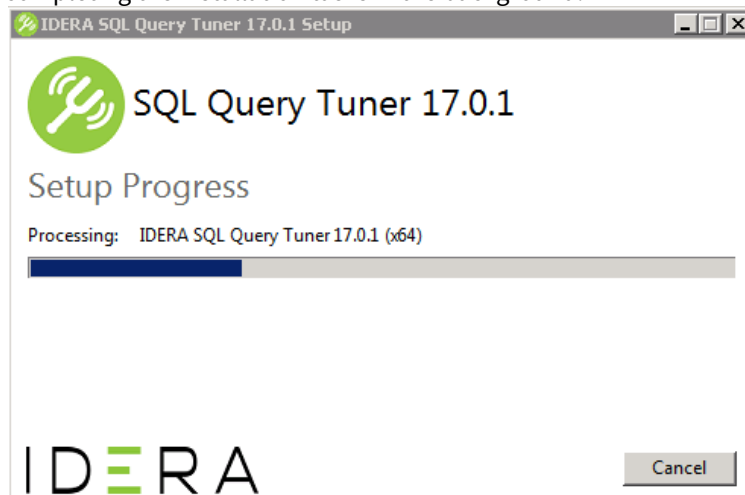 IDERA SQL Query Tuner 17.0.1 Setup
SQL Query Tuner 17.0.1
Setup Progress
Processing: IDERA SQL Query Tuner 17.0.1 (x64)
IDERA
Cancel